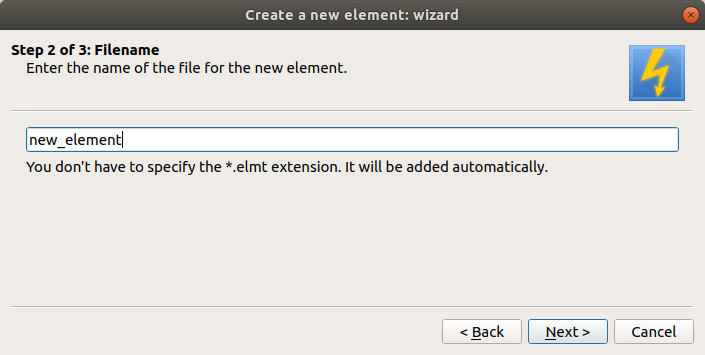 Create a new element: wizard
Step 2 of 3: Filename
Enter the name of the file for the new element.
new_element
You don't have to specify the *.elmt extension. It will be added automatically.
< Back
Next >
Cancel